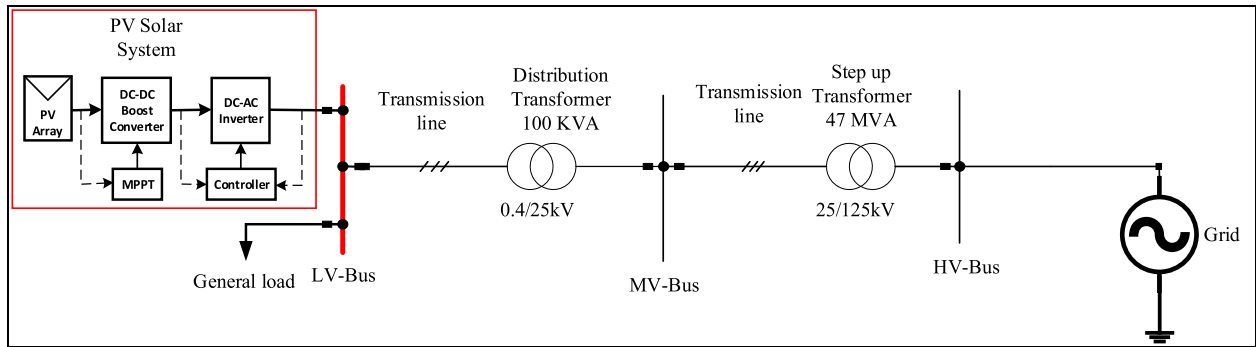 PV Solar
System
PV
Array
DC-DC
Boost
Converter
DC-AC
Inverter
MPPT
Controller
General load
LV-Bus
Transmission
line
Distribution
Transformer
100 KVA
0.4/25kV
MV-Bus
Transmission
line
Step up
Transformer
47 MVA
25/125kV
HV-Bus
Grid